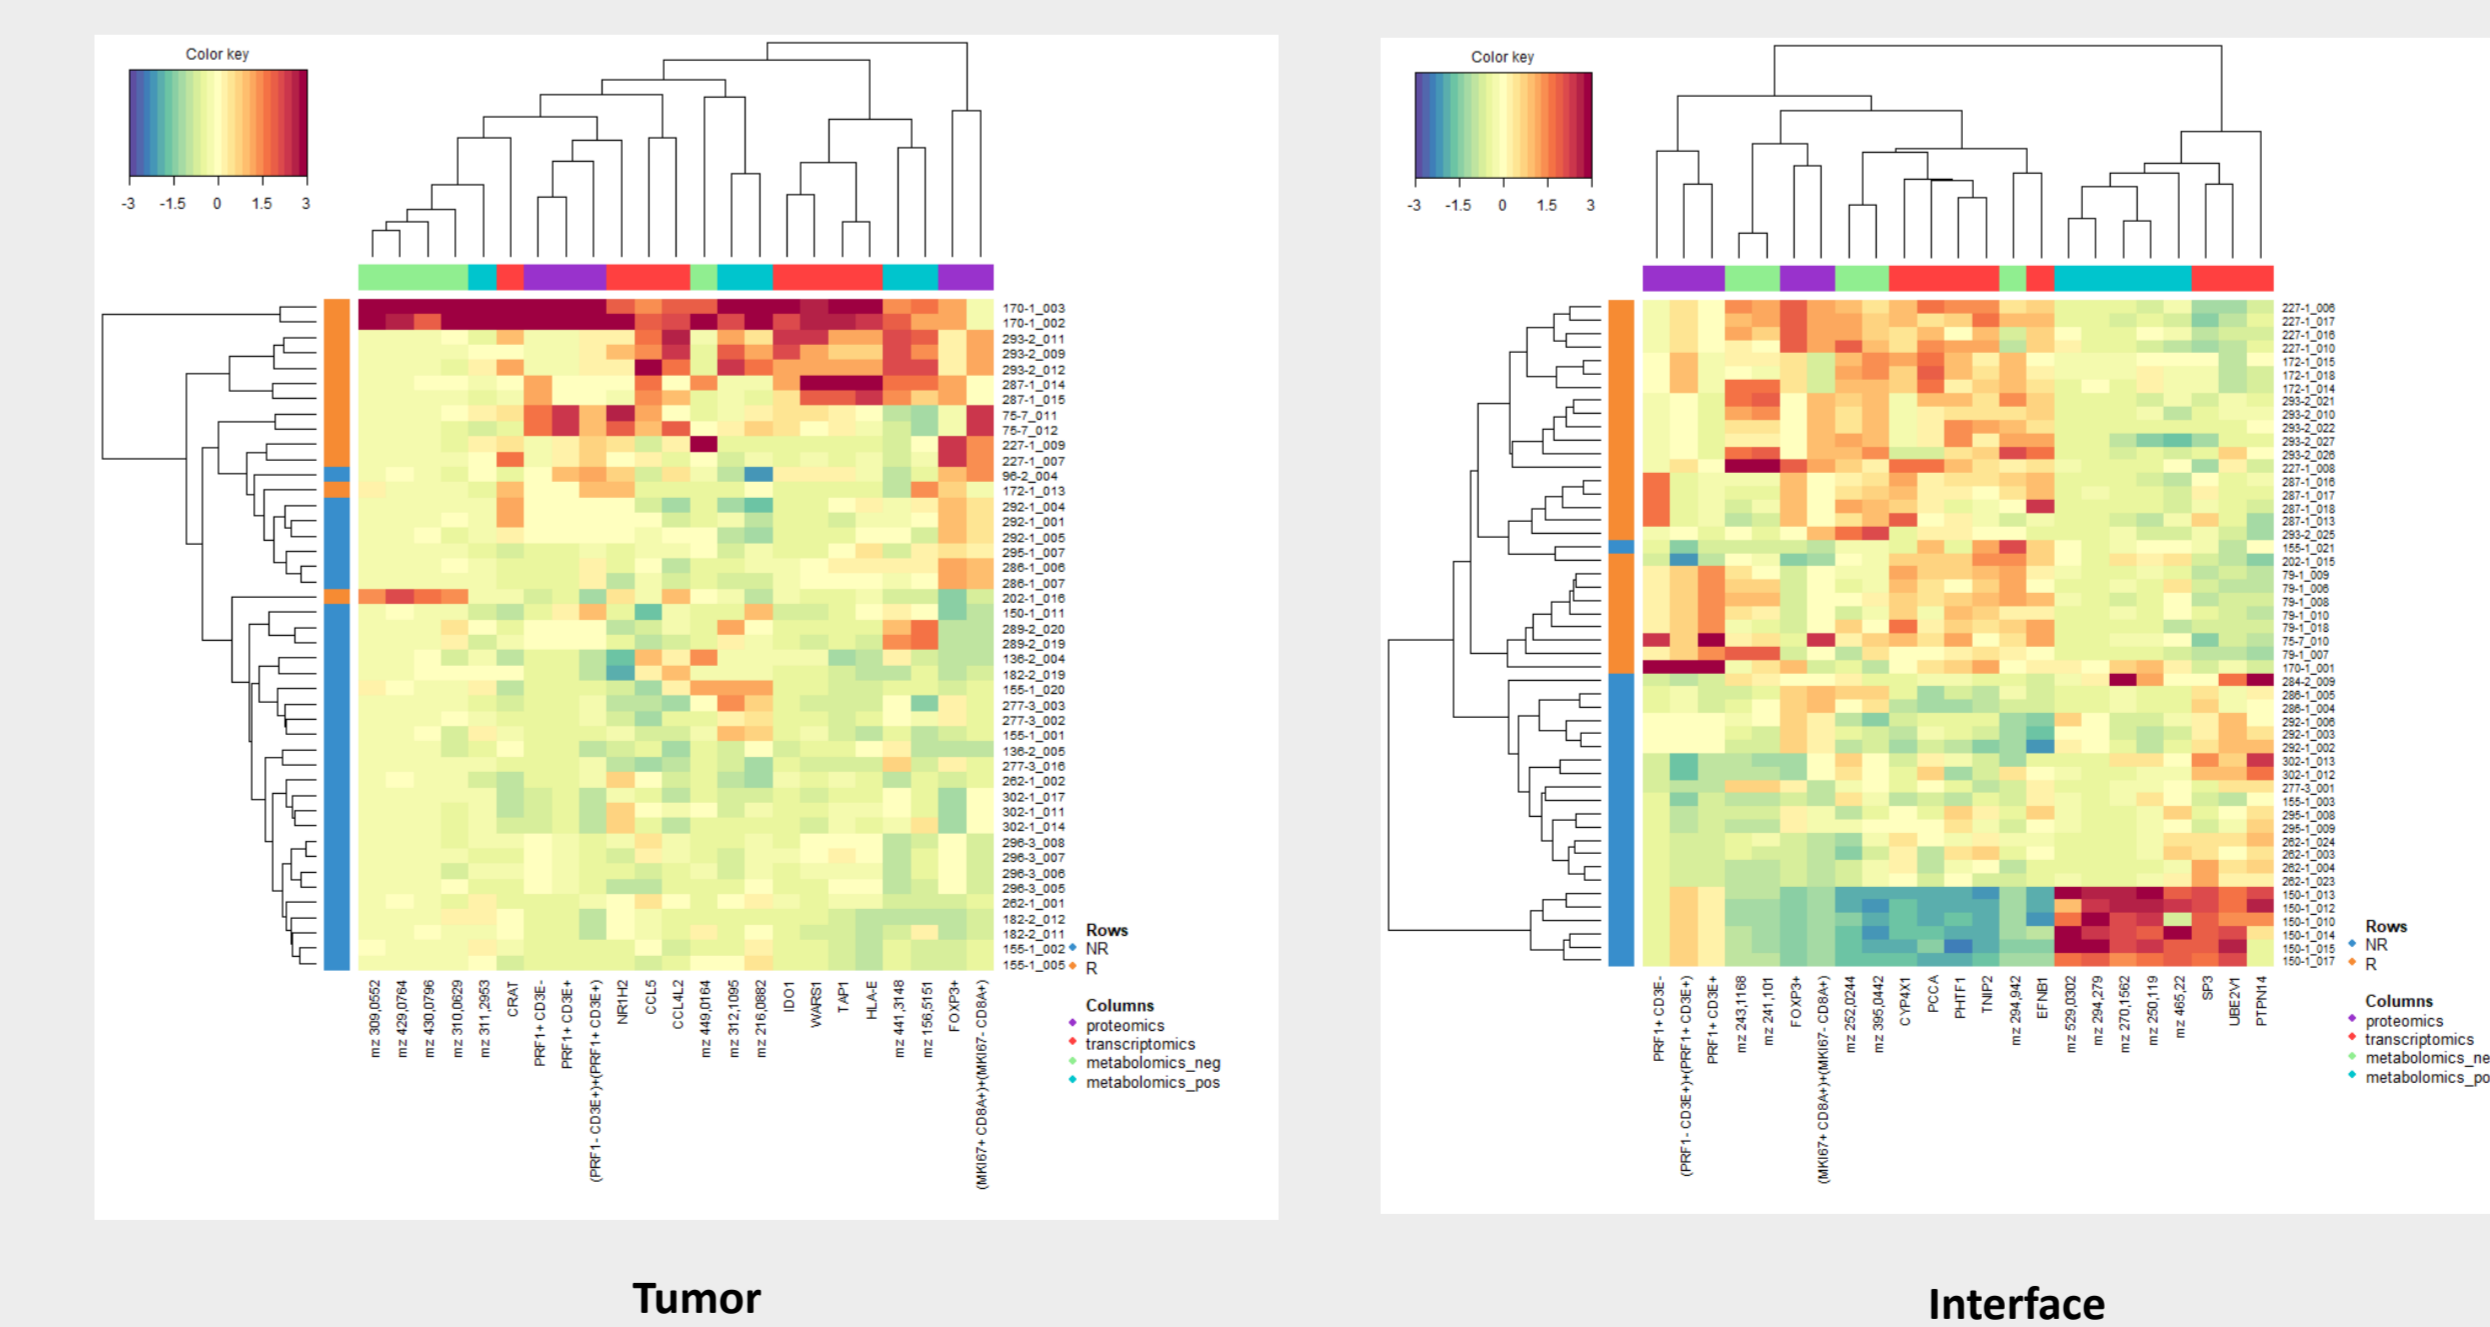 Color key
-3 -1.5 0 1.5 3
170-1_003
170-1_002
293-2_011
293-2_009
293-2_012
287-1_014
287-1_015
75-7_011
75-7_012
227-1_009
227-1_007
96-2_004
172-1_013
292-1_004
292-1_001
292-1_005
295-1_007
286-1_006
286-1_007
202-1_016
150-1_011
289-2_020
289-2_019
136-2_004
182-2_019
155-1_020
277-3_003
277-3_002
155-1_001
136-2_005
277-3_016
262-1_002
302-1_017
302-1_011
302-1_014
296-3_008
296-3_007
296-3_006
296-3_005
262-1_001
182-2_012
182-2_011
155-1_002
155-1_005
Rows
NR
R
Columns
proteomics
transcriptomics
metabolomics_neg
metabolomics_pos
mz 309,0552
mz 429,0764
mz 430,0796
mz 310,0629
mz 311,2953
CRAT
PRF1+ CD3E-
PRF1+ CD3E+
(PRF1- CD3E+)+(PRF1+ CD3E+)
NR1H2
CCL5
CCL4L2
mz 449,0164
mz 312,1095
mz 216,0882
IDO1
WARS1
TAP1
HLA-E
mz 441,3148
mz 156,5151
FOXP3+
(MKI67+ CD8A+)+(MKI67- CD8A+)
Tumor
Color key
-3 -1.5 0 1.5 3
227-1_006
227-1_017
227-1_016
227-1_010
172-1_015
172-1_018
172-1_014
293-2_021
293-2_010
293-2_022
293-2_027
293-2_026
227-1_008
287-1_016
287-1_017
287-1_018
287-1_013
293-2_025
155-1_021
202-1_015
79-1_009
79-1_006
79-1_008
79-1_010
79-1_018
75-7_010
79-1_007
170-1_001
284-2_009
286-1_005
286-1_004
292-1_006
292-1_003
292-1_002
302-1_013
302-1_012
277-3_001
155-1_003
295-1_008
295-1_009
262-1_024
262-1_003
262-1_004
262-1_023
150-1_013
150-1_012
150-1_010
150-1_014
150-1_015
150-1_017
Rows
NR
R
Columns
proteomics
transcriptomics
metabolomics_ne
metabolomics_po
PRF1+ CD3E-
(PRF1- CD3E+)+(PRF1+ CD3E+)
PRF1+ CD3E+
mz 243,1168
mz 241,101
FOXP3+
(MKI67+ CD8A+)+(MKI67- CD8A+)
mz 252,0244
mz 395,0442
CYP4X1
PCCA
PHTF1
TNIP2
mz 294,942
EFNB1
mz 529,0302
mz 294,279
mz 270,1562
mz 250,119
mz 465,22
SP3
UBE2V1
PTPN14
Interface